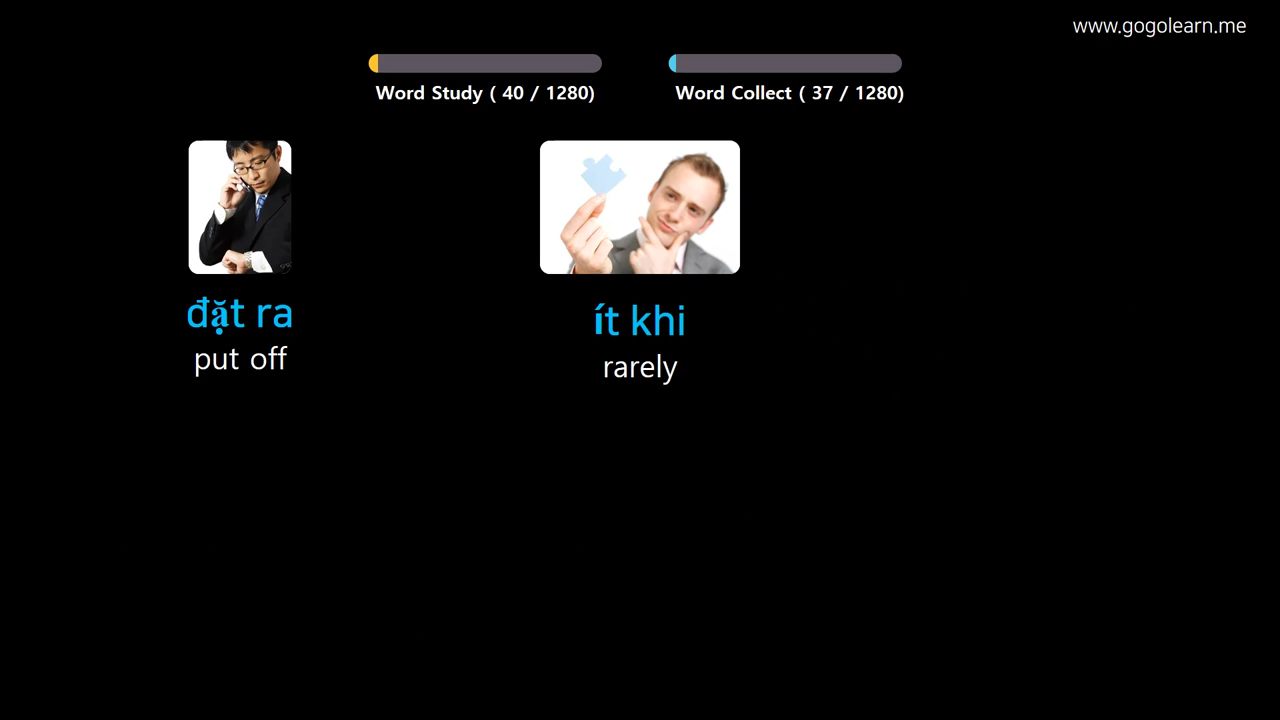 www.gogolearn.me
Word Study ( 40 / 1280)
Word Collect ( 37 / 1280)
đặt ra
put off
ít khi
rarely